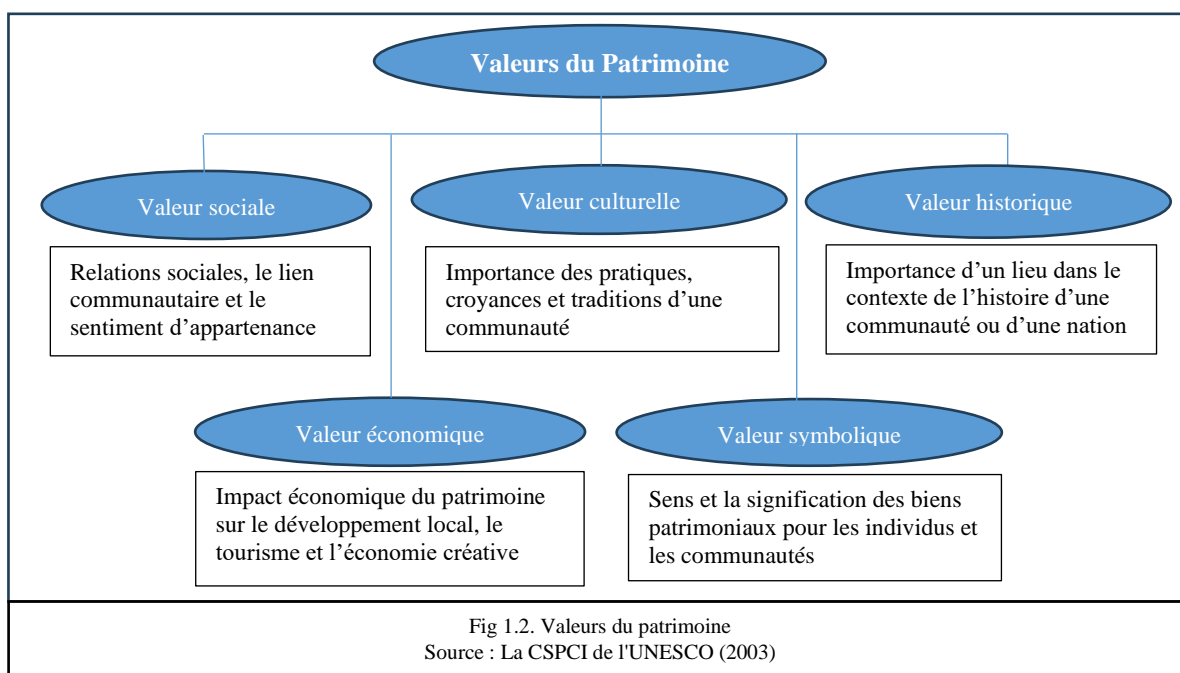 Valeurs du Patrimoine
Valeur sociale
Relations sociales, le lien
communautaire et le
sentiment d’appartenance
Valeur culturelle
Importance des pratiques,
croyances et traditions d’une
communauté
Valeur historique
Importance d’un lieu dans le
contexte de l’histoire d’une
communauté ou d’une nation
Valeur économique
Impact économique du patrimoine
sur le développement local, le
tourisme et l’économie créative
Valeur symbolique
Sens et la signification des biens
patrimoniaux pour les individus et
les communautés
Fig 1.2. Valeurs du patrimoine
Source : La CSPCI de l'UNESCO (2003)